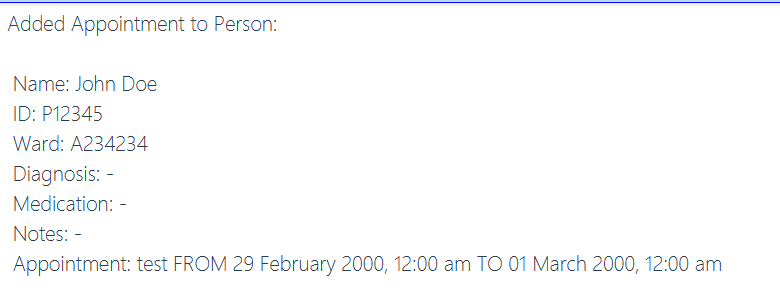 Added Appointment to Person:
Name: John Doe
ID: P12345
Ward: A234234
Diagnosis: -
Medication: -
Notes: -
Appointment: test FROM 29 February 2000, 12:00 am TO 01 March 2000, 12:00 am